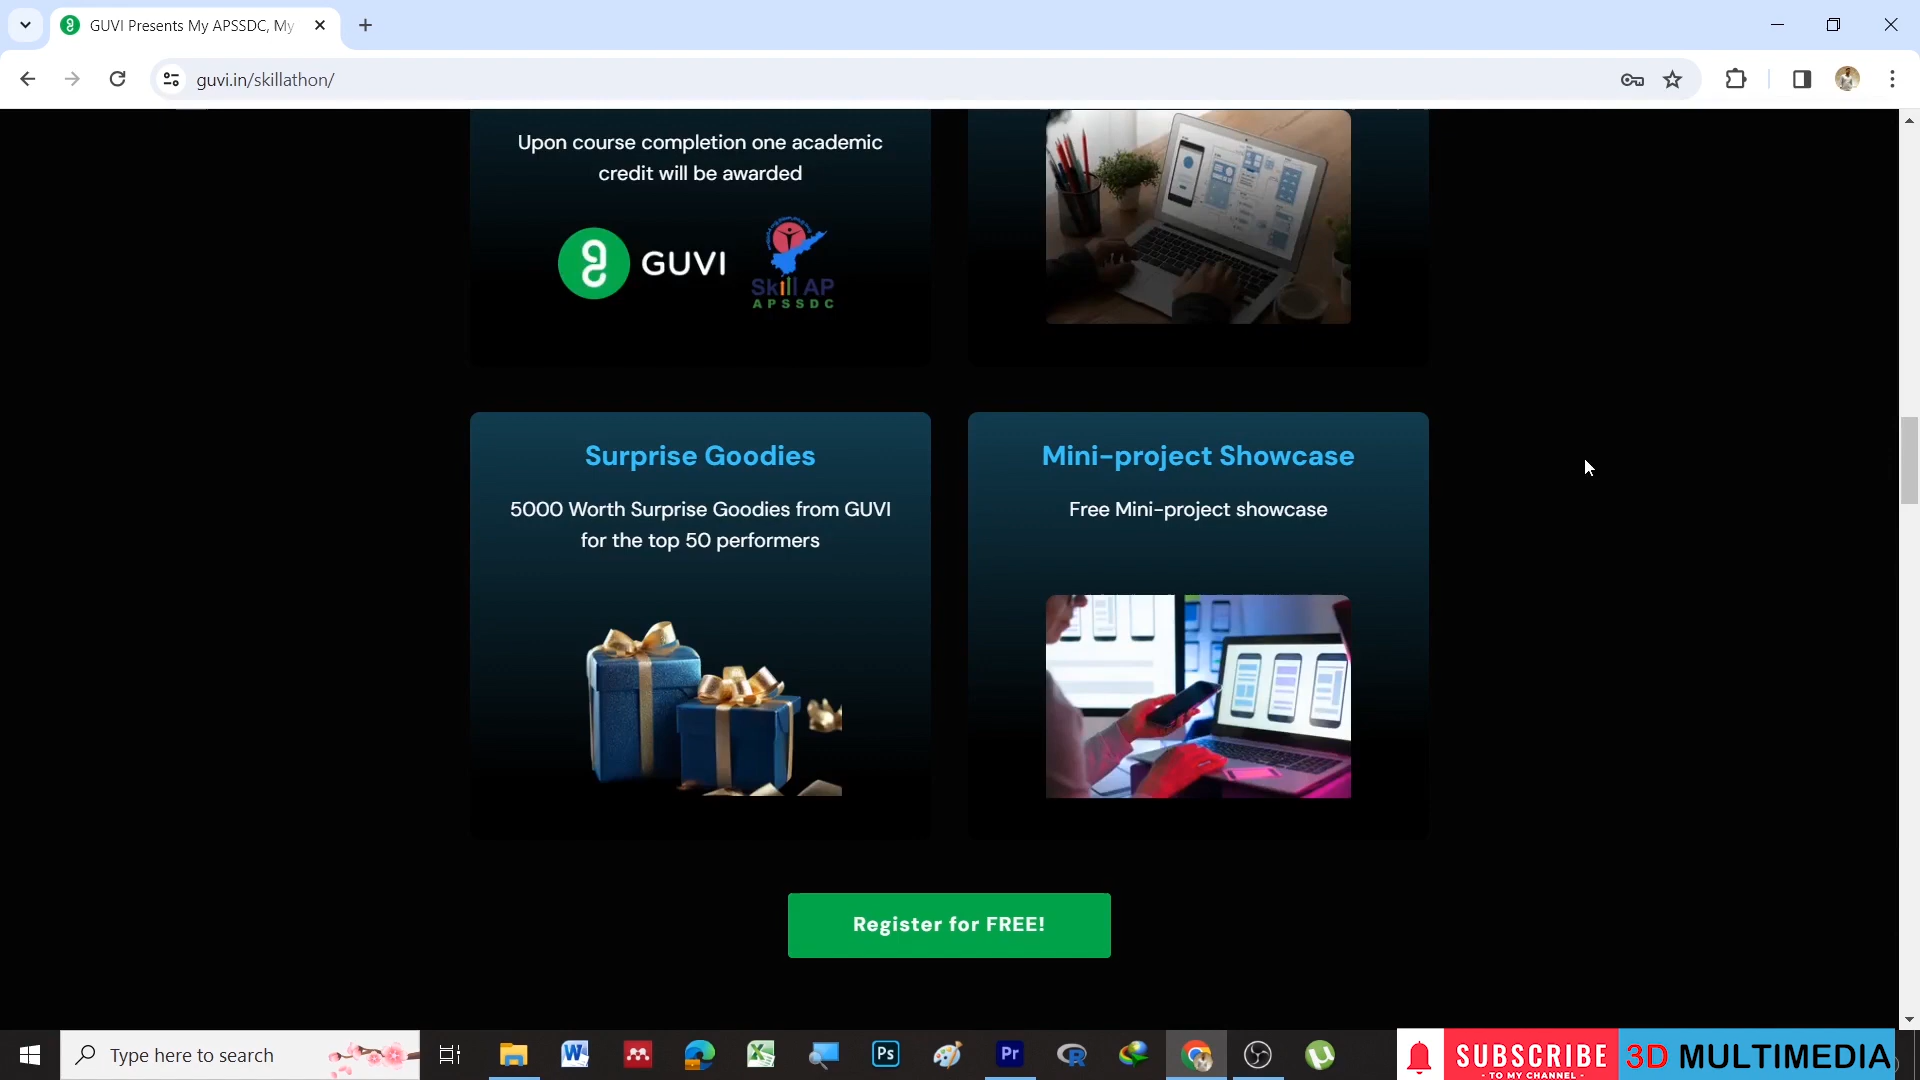 GUVI Presents My APSSDC, My
guvi.in/skillathon/
Upon course completion one academic
credit will be awarded
GUVI
Skill AP
APSSDC
Surprise Goodies
5000 Worth Surprise Goodies from GUVI
for the top 50 performers
Mini-project Showcase
Free Mini-project showcase
Register for FREE!
Type here to search
W
Ps
Pr
R
SUBSCRIBE
- TO MY CHANNEL -
3D MULTIMEDIA